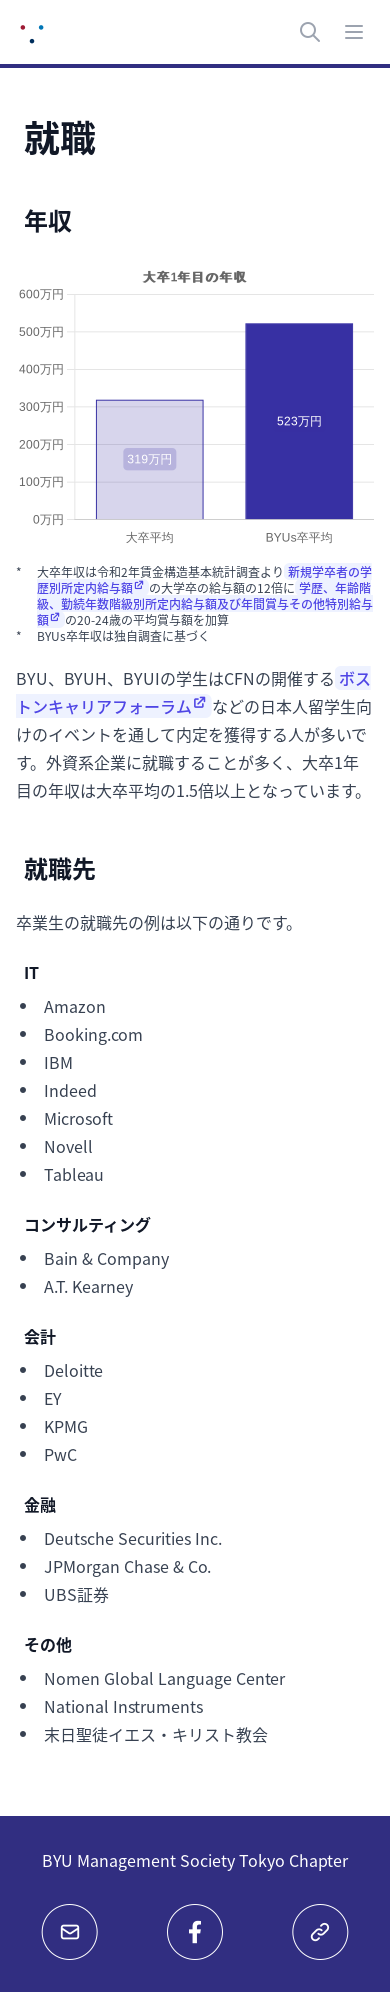 就職
年収
大卒1年目の年収
600万円
500万円
400万円
300万円
200万円
100万円
0万円
319万円
523万円
大卒平均
BYUs卒平均
* 大卒年収は令和2年賃金構造基本統計調査より 新規学卒者の学
歴別所定内給与額 の大学卒の給与額の12倍に 学歴、年齢階
級、勤続年数階級別所定内給与額及び年間賞与その他特別給与
額 の20-24歳の平均賞与額を加算
* BYUs卒年収は独自調査に基づく
BYU、BYUH、BYUIの学生はCFNの開催する ボス
トンキャリアフォーラム などの日本人留学生向
けのイベントを通して内定を獲得する人が多いで
す。外資系企業に就職することが多く、大卒1年
目の年収は大卒平均の1.5倍以上となっています。
就職先
卒業生の就職先の例は以下の通りです。
IT
• Amazon
• Booking.com
• IBM
• Indeed
• Microsoft
• Novell
• Tableau
コンサルティング
• Bain & Company
• A.T. Kearney
会計
• Deloitte
• EY
• KPMG
• PwC
金融
• Deutsche Securities Inc.
• JPMorgan Chase & Co.
• UBS証券
その他
• Nomen Global Language Center
• National Instruments
• 末日聖徒イエス・キリスト教会
BYU Management Society Tokyo Chapter